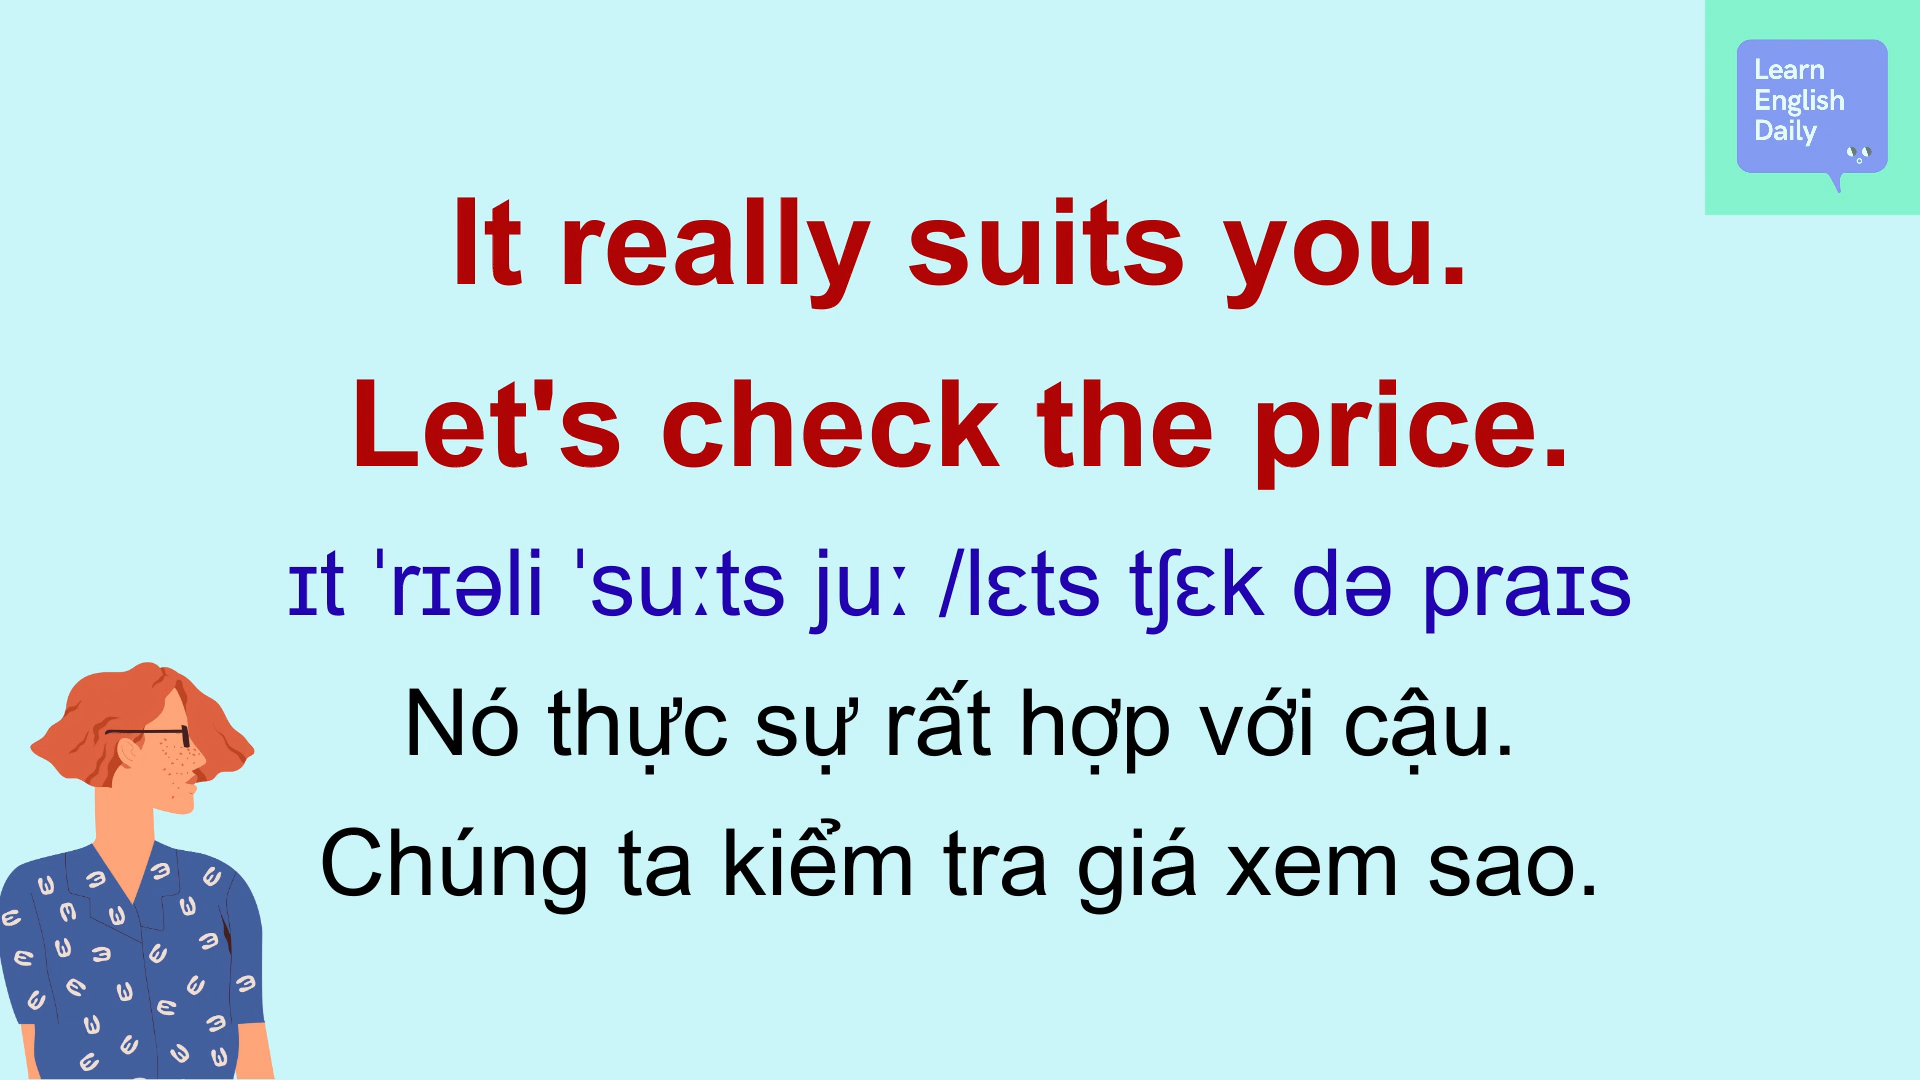 Learn
English
Daily
It really suits you.
Let's check the price.
ɪt ˈrɪəli ˈsuːts juː /lɛts tʃɛk də praɪs
Nó thực sự rất hợp với cậu.
Chúng ta kiểm tra giá xem sao.